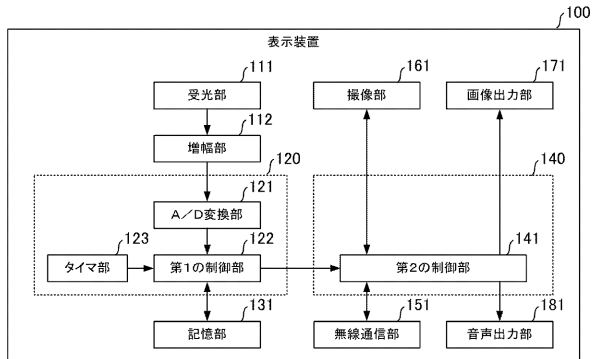 100
表示装置
111
受光部
161
撮像部
171
画像出力部
112
増幅部
120
140
121
A/D変換部
123
タイマ部
122
第1の制御部
141
第2の制御部
131
記憶部
151
無線通信部
181
音声出力部